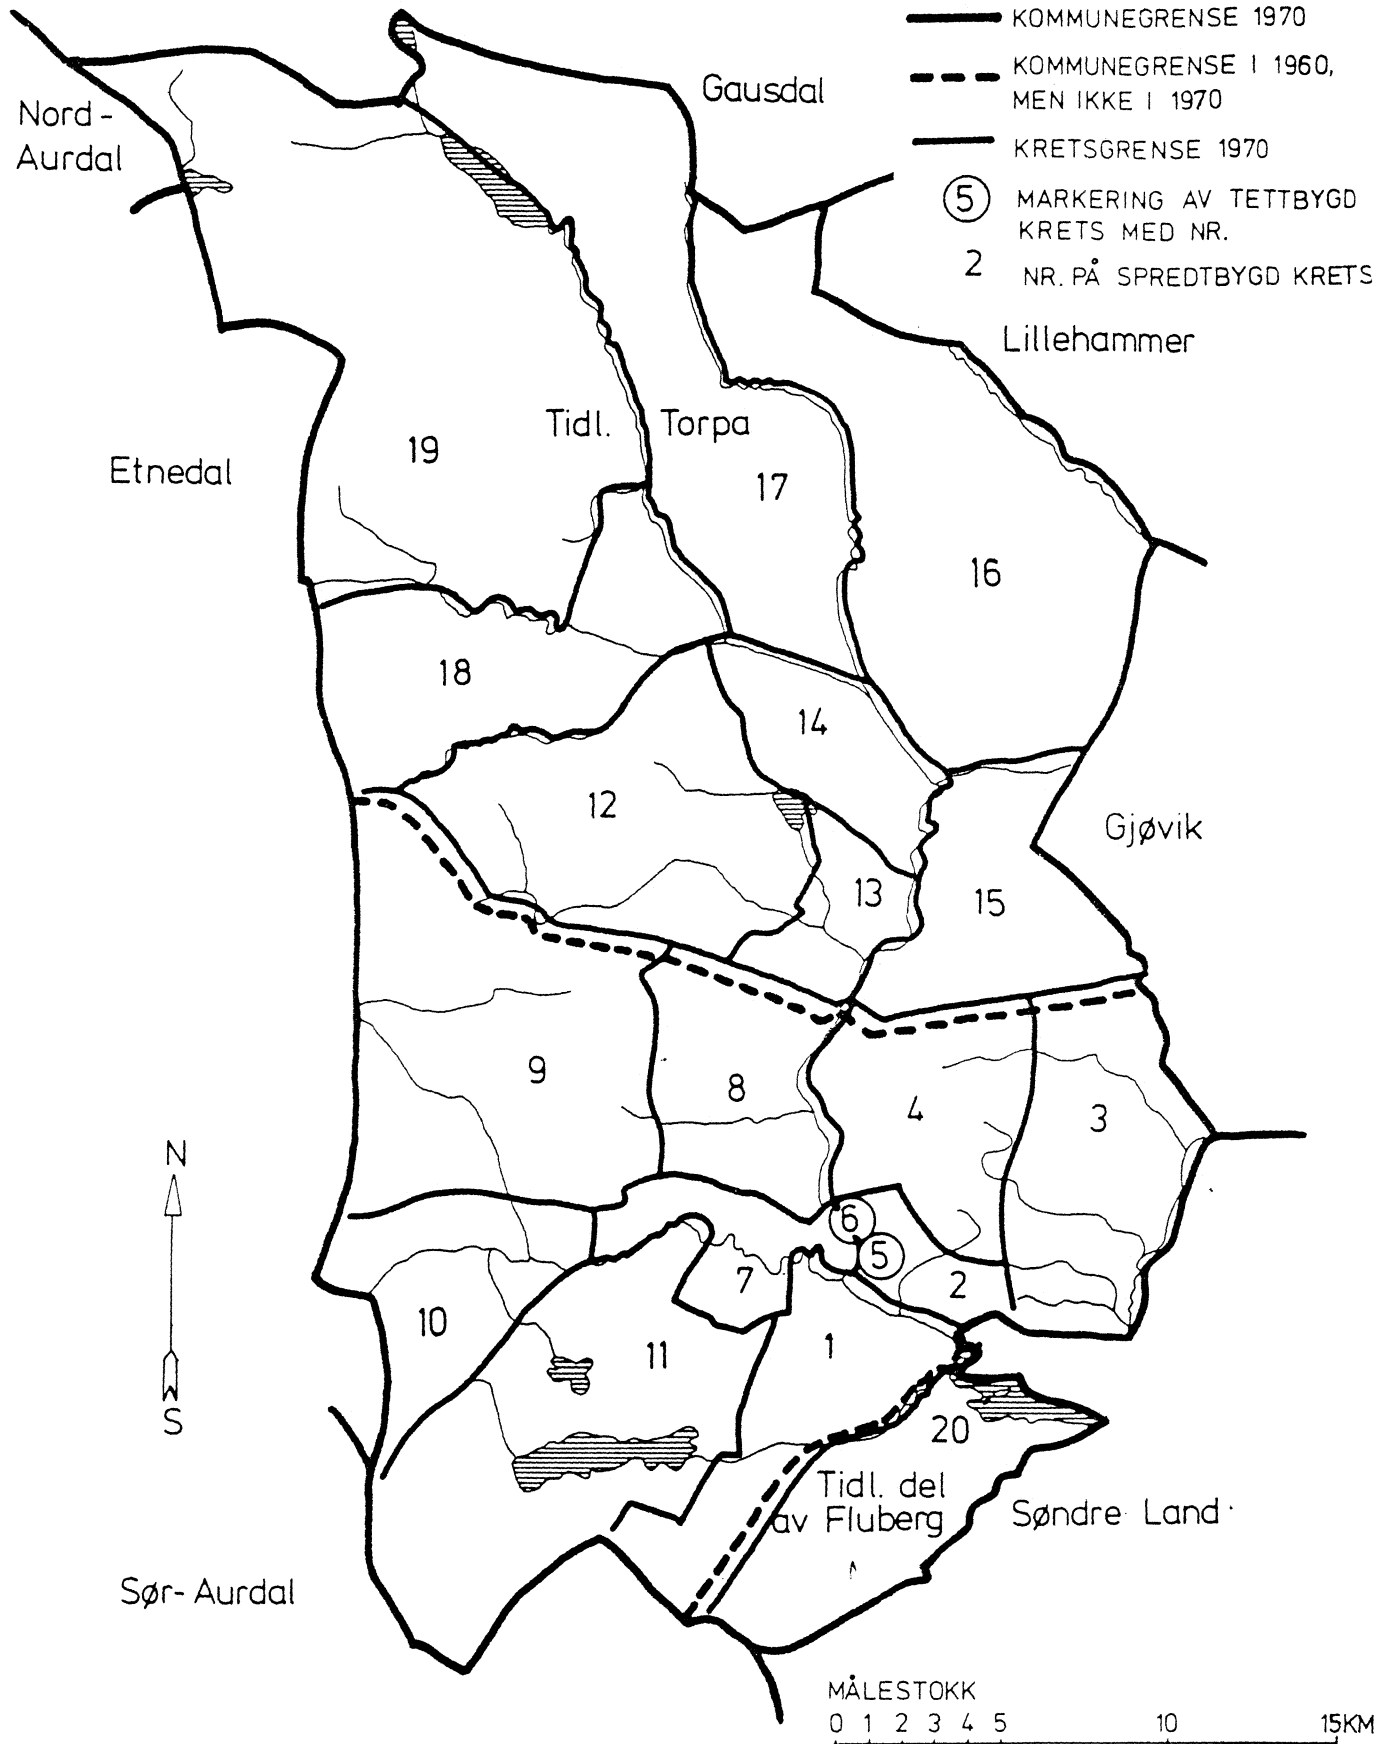 KOMMUNEGRENSE 1970
KOMMUNEGRENSE I 1960,
MEN IKKE I 1970
KRETSGRENSE 1970
5 MARKERING AV TETTBYGD
KRETS MED NR.
2 NR. PÅ SPREDTBYGD KRETS
Gausdal
Nord-
Aurdal
Lillehammer
Tidl. Torpa
19
Etnedal
17
16
18
14
12
Gjøvik
13
15
9
8
4
3
N
6
5
7
2
10
11
1
S
20
Tidl. del
av Fluberg
Søndre Land
Sør-Aurdal
MÅLESTOKK
0 1 2 3 4 5 10 15KM